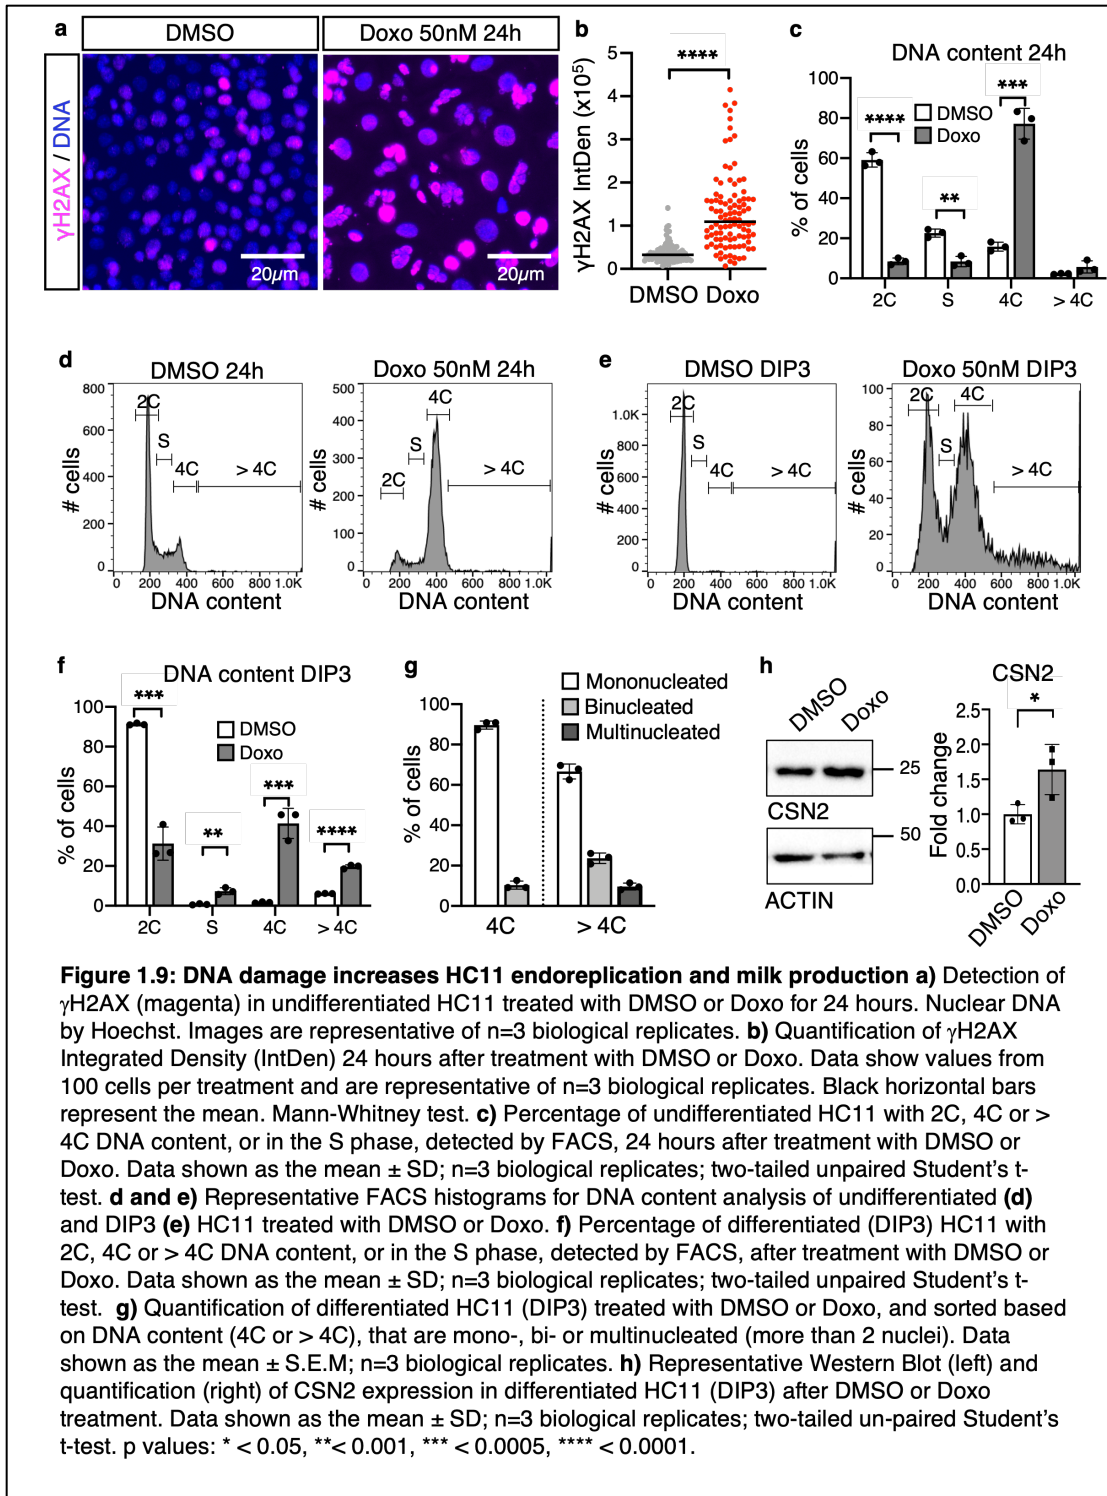 a
DMSO
Doxo 50nM 24h
γH2AX / DNA
20μm
20μm
b
γH2AX IntDen (x10⁵)
5
4
3
2
1
0
****
DMSO Doxo
c
DNA content 24h
% of cells
100
80
60
40
20
0
****
**
***
DMSO
Doxo
2C
S
4C
> 4C
d
DMSO 24h
# cells
800
600
400
200
0
2C
S
4C
> 4C
0
200
400
600
800
1.0K
DNA content
Doxo 50nM 24h
# cells
500
400
300
200
100
0
2C
S
4C
> 4C
0
200
400
600
800
1.0K
DNA content
e
DMSO DIP3
# cells
1.0K
800
600
400
200
0
2C
S
4C
> 4C
0
200
400
600
800
1.0K
DNA content
Doxo 50nM DIP3
# cells
100
80
60
40
20
0
2C
S
4C
> 4C
0
200
400
600
800
1.0K
DNA content
f
DNA content DIP3
% of cells
100
80
60
40
20
0
***
**
***
****
DMSO
Doxo
2C
S
4C
> 4C
g
% of cells
100
80
60
40
20
0
Mononucleated
Binucleated
Multinucleated
4C
> 4C
h
DMSO
Doxo
25
CSN2
50
ACTIN
CSN2
Fold change
2.5
2.0
1.5
1.0
0.5
0.0
*
DMSO
Doxo
Figure 1.9: DNA damage increases HC11 endoreplication and milk production a) Detection of
γH2AX (magenta) in undifferentiated HC11 treated with DMSO or Doxo for 24 hours. Nuclear DNA
by Hoechst. Images are representative of n=3 biological replicates. b) Quantification of γH2AX
Integrated Density (IntDen) 24 hours after treatment with DMSO or Doxo. Data show values from
100 cells per treatment and are representative of n=3 biological replicates. Black horizontal bars
represent the mean. Mann-Whitney test. c) Percentage of undifferentiated HC11 with 2C, 4C or >
4C DNA content, or in the S phase, detected by FACS, 24 hours after treatment with DMSO or
Doxo. Data shown as the mean ± SD; n=3 biological replicates; two-tailed unpaired Student's t-
test. d and e) Representative FACS histograms for DNA content analysis of undifferentiated (d)
and DIP3 (e) HC11 treated with DMSO or Doxo. f) Percentage of differentiated (DIP3) HC11 with
2C, 4C or > 4C DNA content, or in the S phase, detected by FACS, after treatment with DMSO or
Doxo. Data shown as the mean ± SD; n=3 biological replicates; two-tailed unpaired Student's t-
test. g) Quantification of differentiated HC11 (DIP3) treated with DMSO or Doxo, and sorted based
on DNA content (4C or > 4C), that are mono-, bi- or multinucleated (more than 2 nuclei). Data
shown as the mean ± S.E.M; n=3 biological replicates. h) Representative Western Blot (left) and
quantification (right) of CSN2 expression in differentiated HC11 (DIP3) after DMSO or Doxo
treatment. Data shown as the mean ± SD; n=3 biological replicates; two-tailed un-paired Student's
t-test. p values: * < 0.05, **< 0.001, *** < 0.0005, **** < 0.0001.